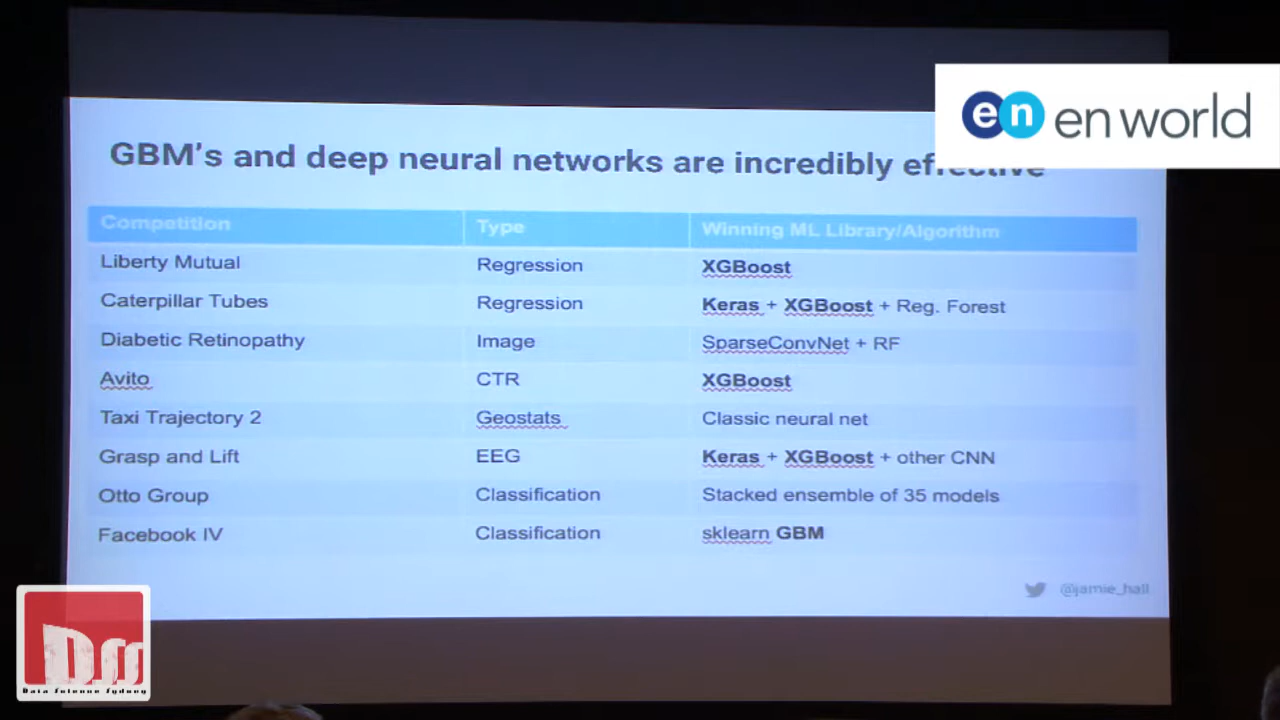 en en world
GBM's and deep neural networks are incredibly effective
Competition Type Winning ML Library/Algorithm
Liberty Mutual Regression XGBoost
Caterpillar Tubes Regression Keras + XGBoost + Reg. Forest
Diabetic Retinopathy Image SparseConvNet + RF
Avito CTR XGBoost
Taxi Trajectory 2 Geostats Classic neural net
Grasp and Lift EEG Keras + XGBoost + other CNN
Otto Group Classification Stacked ensemble of 35 models
Facebook IV Classification sklearn GBM
@jamie_hall
DSS
Data Science Sydney